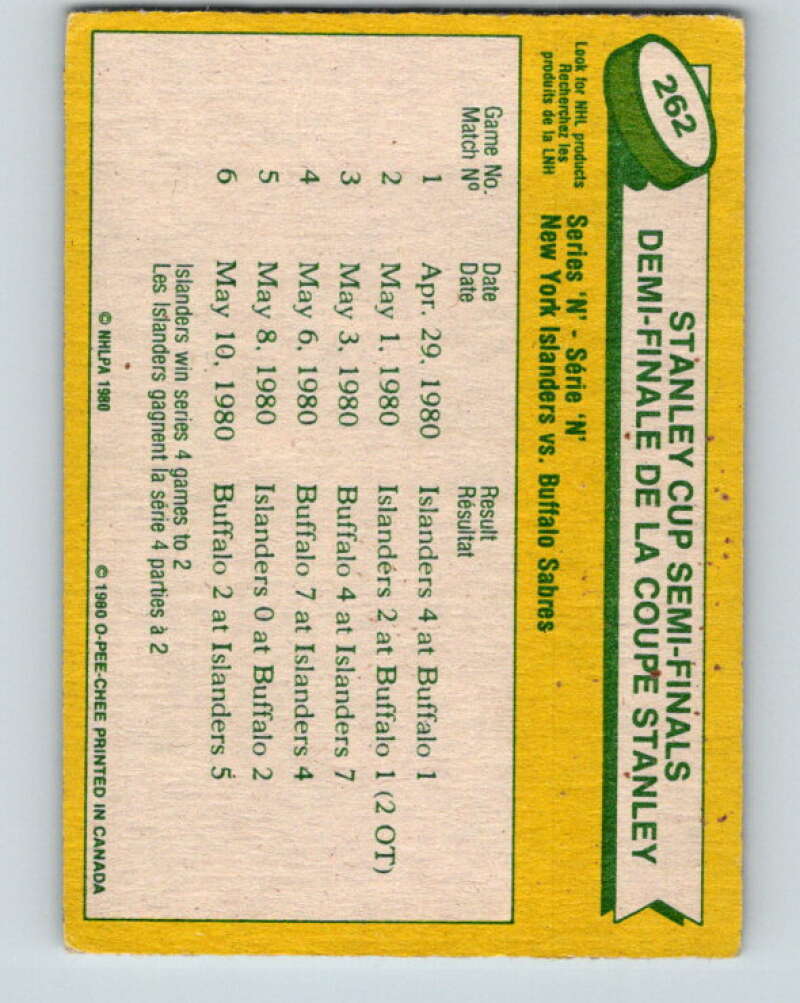 262
STANLEY CUP SEMI-FINALS
DEMI-FINALE DE LA COUPE STANLEY
Look for NHL products
Recherchez les
produits de la LNH
Series 'N' - Série 'N'
New York Islanders vs. Buffalo Sabres
Game No. Date Result
Match Nº Date Résultat
1 Apr. 29, 1980 Islanders 4 at Buffalo 1
2 May 1, 1980 Islanders 2 at Buffalo 1 (2 OT)
3 May 3, 1980 Buffalo 4 at Islanders 7
4 May 6, 1980 Buffalo 7 at Islanders 4
5 May 8, 1980 Islanders 0 at Buffalo 2
6 May 10, 1980 Buffalo 2 at Islanders 5
Islanders win series 4 games to 2
Les Islanders gagnent la série 4 parties à 2
© NHLPA 1980 © 1980 O-PEE-CHEE PRINTED IN CANADA